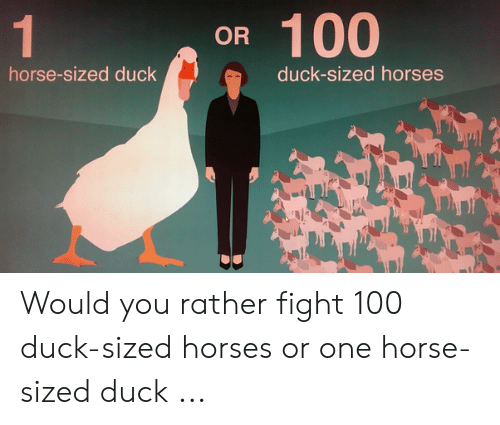 1
horse-sized duck
OR
100
duck-sized horses
Would you rather fight 100
duck-sized horses or one horse-
sized duck ...